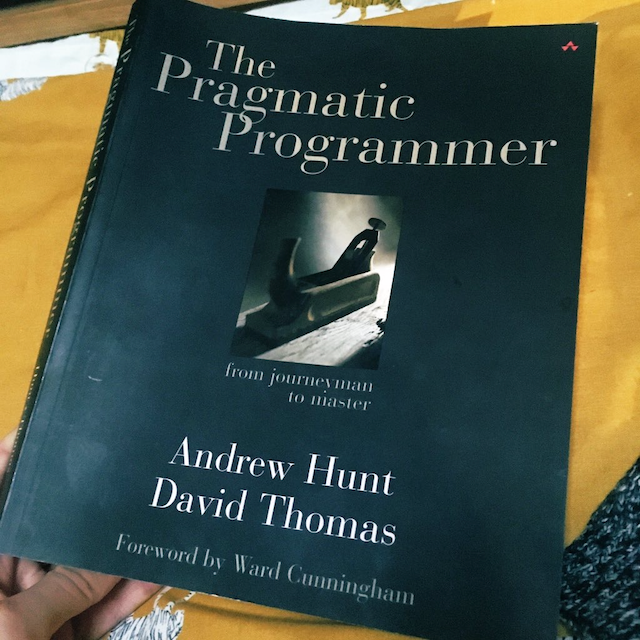 The
Pragmatic
Programmer
from journeyman
to master
Andrew Hunt
David Thomas
Foreword by Ward Cunningham